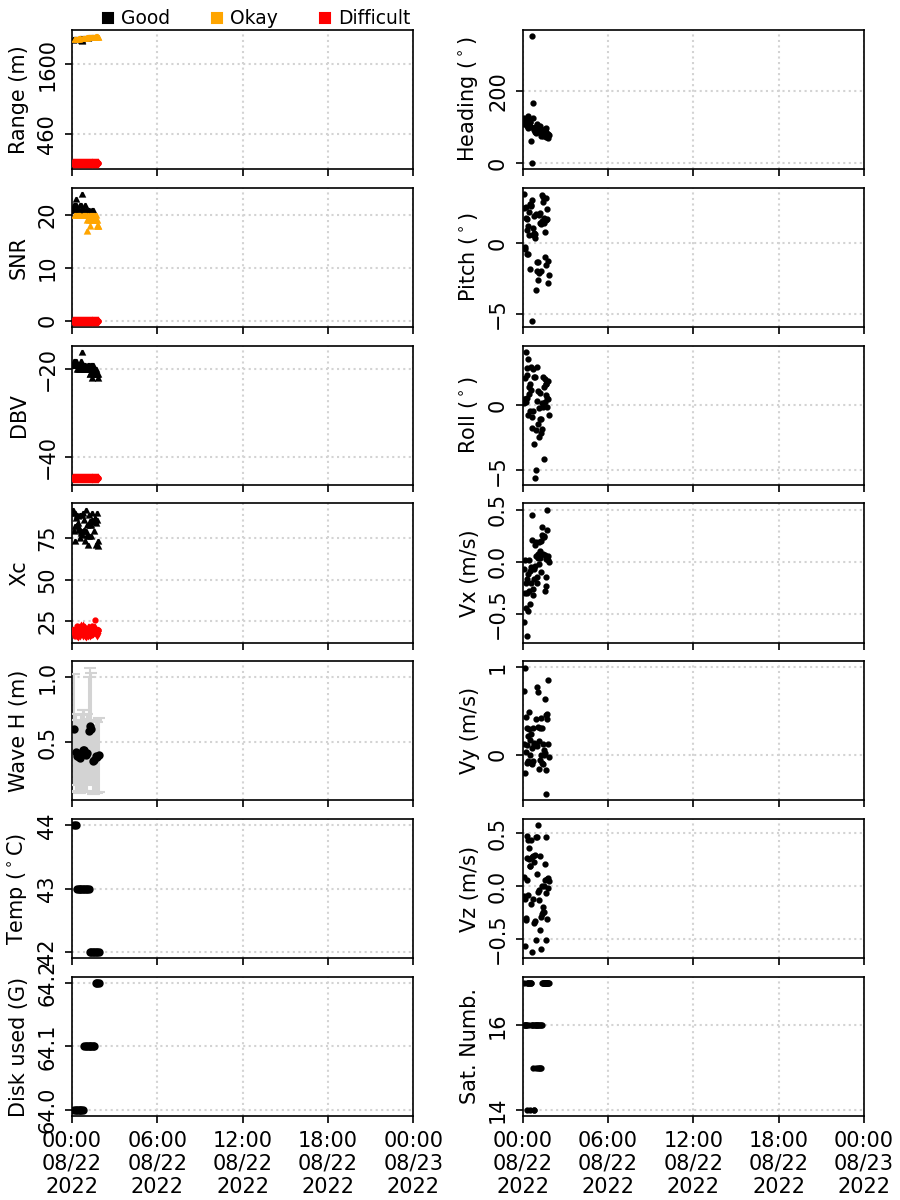 Good Okay Difficult
Range (m)
1600
460
Heading (°)
200
0
SNR
20
10
0
Pitch (°)
0
−5
DBV
−20
−40
Roll (°)
0
−5
Xc
75
50
25
Vx (m/s)
0.5
0.0
−0.5
Wave H (m)
1.0
0.5
Vy (m/s)
1
0
Temp (°C)
44
43
42
Vz (m/s)
0.5
0.0
−0.5
Disk used (G)
64.2
64.1
64.0
Sat. Numb.
16
14
00:00 06:00 12:00 18:00 00:00
08/22 08/22 08/22 08/22 08/23
2022 2022 2022 2022 2022
00:00 06:00 12:00 18:00 00:00
08/22 08/22 08/22 08/22 08/23
2022 2022 2022 2022 2022